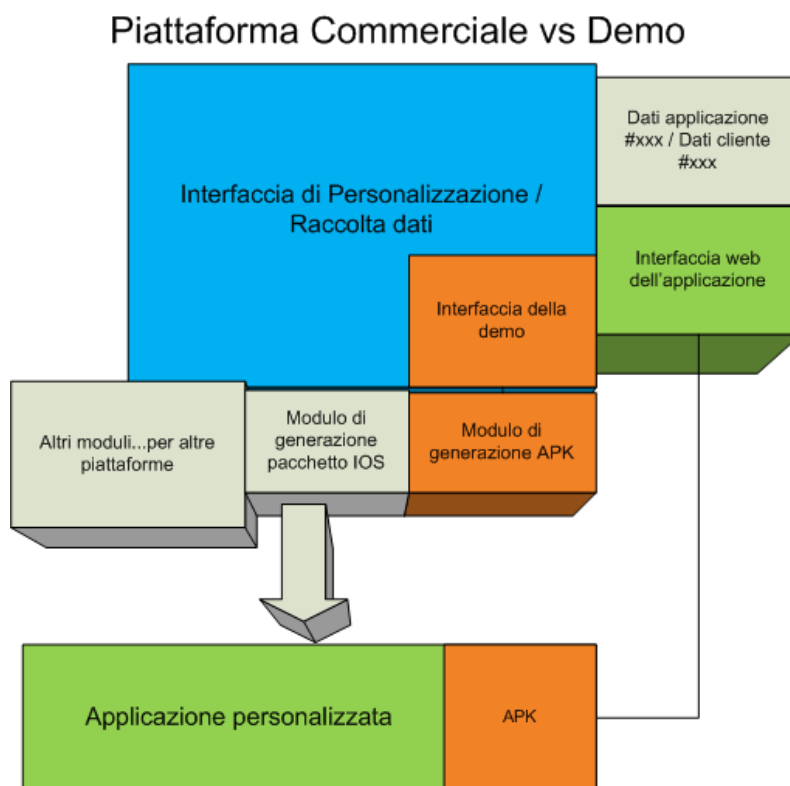 Piattaforma Commerciale vs Demo
Interfaccia di Personalizzazione /
Raccolta dati
Dati applicazione
#xxx / Dati cliente
#xxx
Interfaccia web
dell'applicazione
Interfaccia della
demo
Altri moduli...per altre
piattaforme
Modulo di
generazione
pacchetto IOS
Modulo di
generazione APK
Applicazione personalizzata
APK